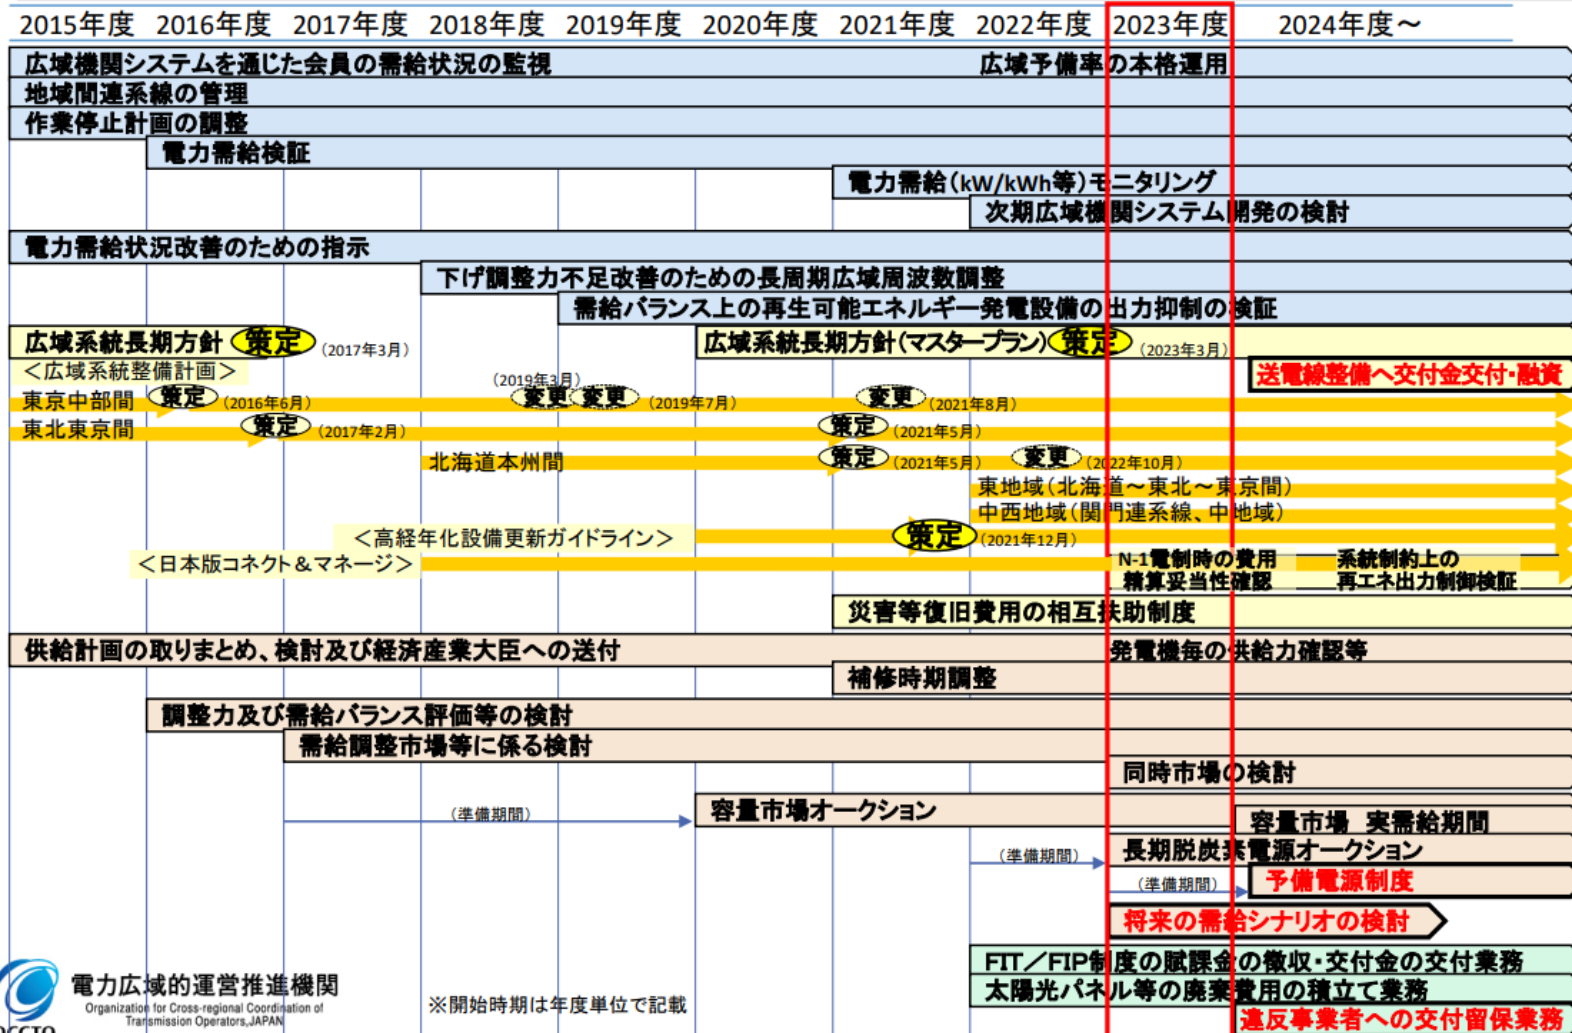 2015年度 2016年度 2017年度 2018年度 2019年度 2020年度 2021年度 2022年度 2023年度 2024年度～
広域機関システムを通じた会員の需給状況の監視 広域予備率の本格運用
地域間連系線の管理
作業停止計画の調整
電力需給検証
電力需給（kW/kWh等）モニタリング
次期広域機関システム開発の検討
電力需給状況改善のための指示
下げ調整力不足改善のための長周期広域周波数調整
需給バランス上の再生可能エネルギー発電設備の出力抑制の検証
広域系統長期方針 策定 （2017年3月） 広域系統長期方針（マスタープラン） 策定 （2023年3月）
＜広域系統整備計画＞ 送電線整備へ交付金交付・融資
（2019年3月）
東京中部間 策定 （2016年6月） 変更 変更 （2019年7月） 変更 （2021年8月）
東北東京間 策定 （2017年2月） 策定 （2021年5月）
北海道本州間 策定 （2021年5月） 変更 （2022年10月）
東地域（北海道～東北～東京間）
中西地域（関門連系線、中地域）
＜高経年化設備更新ガイドライン＞ 策定 （2021年12月）
＜日本版コネクト＆マネージ＞ N-1電制時の費用 系統制約上の
精算妥当性確認 再エネ出力制御検証
災害等復旧費用の相互扶助制度
供給計画の取りまとめ、検討及び経済産業大臣への送付 発電機毎の供給力確認等
補修時期調整
調整力及び需給バランス評価等の検討
需給調整市場等に係る検討
同時市場の検討
（準備期間） 容量市場オークション
容量市場 実需給期間
（準備期間） 長期脱炭素電源オークション
（準備期間） 予備電源制度
将来の需給シナリオの検討
FIT／FIP制度の賦課金の徴収・交付金の交付業務
太陽光パネル等の廃棄費用の積立て業務
違反事業者への交付留保業務
電力広域的運営推進機関
Organization for Cross-regional Coordination of
Transmission Operators,JAPAN
OCCTO
※開始時期は年度単位で記載